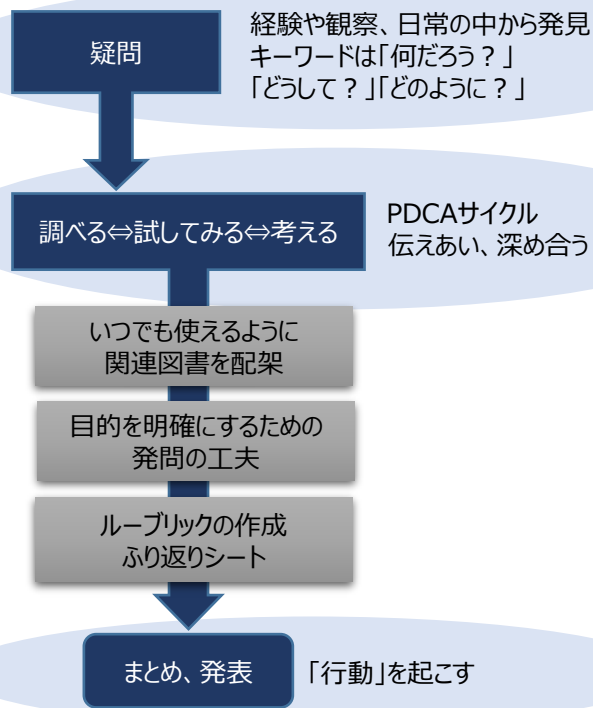 疑問
経験や観察、日常の中から発見
キーワードは「何だろう？」
「どうして？」「どのように？」
調べる⇔試してみる⇔考える
PDCAサイクル
伝えあい、深め合う
いつでも使えるように
関連図書を配架
目的を明確にするための
発問の工夫
ルーブリックの作成
ふり返りシート
まとめ、発表
「行動」を起こす